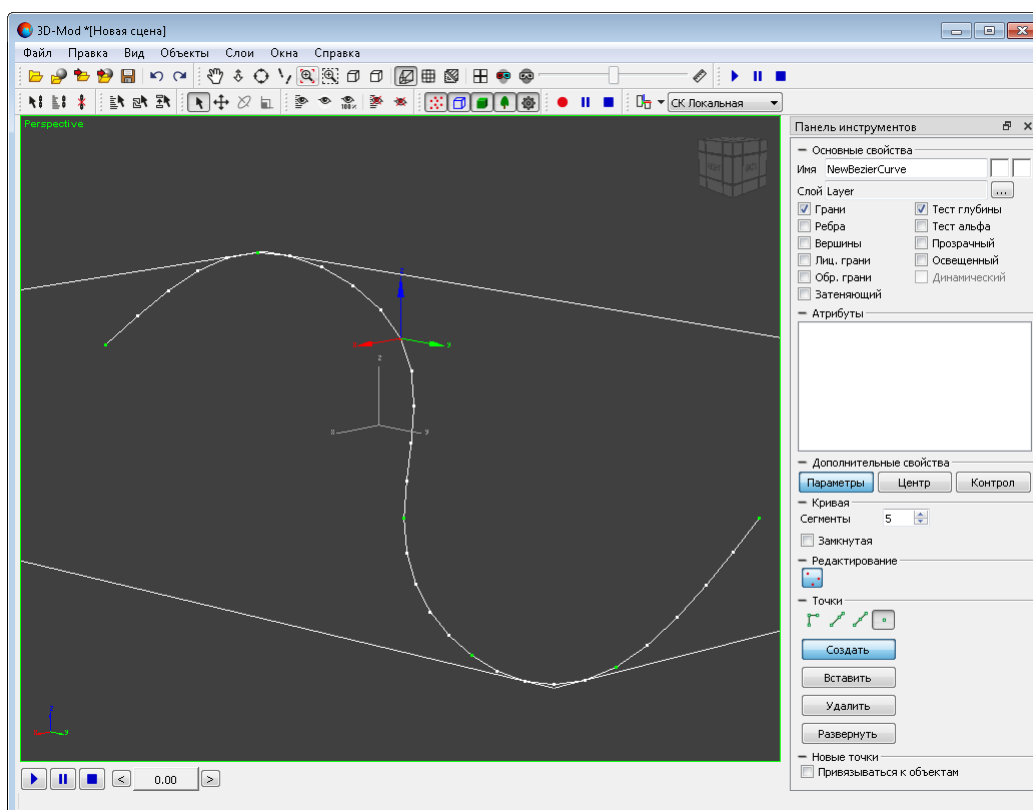 3D-Mod *[Новая сцена]
Файл Правка Вид Объекты Слои Окна Справка
100%
СК Локальная
Perspective
Панель инструментов
Основные свойства
Имя NewBezierCurve
Слой Layer ...
Грани Тест глубины
Ребра Тест альфа
Вершины Прозрачный
Лиц. грани Освещенный
Обр. грани Динамический
Затеняющий
Атрибуты
Дополнительные свойства
Параметры Центр Контрол
Кривая
Сегменты 5
Замкнутая
Редактирование
Точки
Создать
Вставить
Удалить
Развернуть
Новые точки
Привязываться к объектам
z
x y
z
x y
z
x y
< 0.00 >